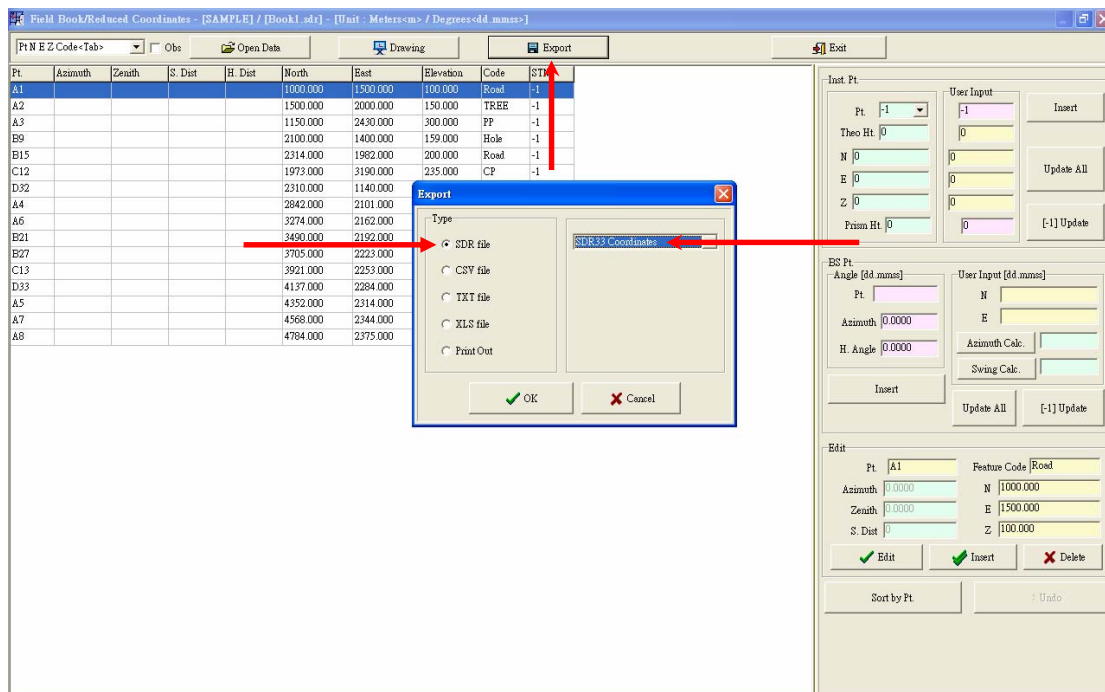 Field Book/Reduced Coordinates - [SAMPLE] / [Book1.sdr] - [Unit : Meters<m> / Degrees<dd.mmss>]
Pt N E Z Code<Tab> Obs Open Data Drawing Export Exit
Pt. Azimuth Zenith S. Dist H. Dist North East Elevation Code
A1 1000.000 1500.000 100.000 Road -1
A2 1500.000 2000.000 150.000 TREE -1
A3 1150.000 2430.000 300.000 PP -1
B9 2100.000 1400.000 159.000 Hole -1
B15 2314.000 1982.000 200.000 Road -1
C12 1973.000 3190.000 235.000 CP -1
D32 2310.000 1140.000
A4 2842.000 2101.000
A6 3274.000 2162.000
B21 3490.000 2192.000
B27 3705.000 2223.000
C13 3921.000 2253.000
D33 4137.000 2284.000
A5 4352.000 2314.000
A7 4568.000 2344.000
A8 4784.000 2375.000
Export
Type
SDR file
CSV file
TXT file
XLS file
Print Out
SDR33 Coordinates
OK Cancel
Inst. Pt.
User Input
Pt. -1 -1 Insert
Theo Ht. 0 0
N 0 0
E 0 0 Update All
Z 0 0
Prism Ht. 0 0 [-1] Update
BS Pt.
Angle [dd.mmss] User Input [dd.mmss]
Pt. N
Azimuth 0.0000 E
H. Angle 0.0000 Azimuth Calc.
Swing Calc.
Insert Update All [-1] Update
Edit
Pt. A1 Feature Code Road
Azimuth 0.0000 N 1000.000
Zenith 0.0000 E 1500.000
S. Dist 0 Z 100.000
Edit Insert Delete
Sort by Pt. Undo